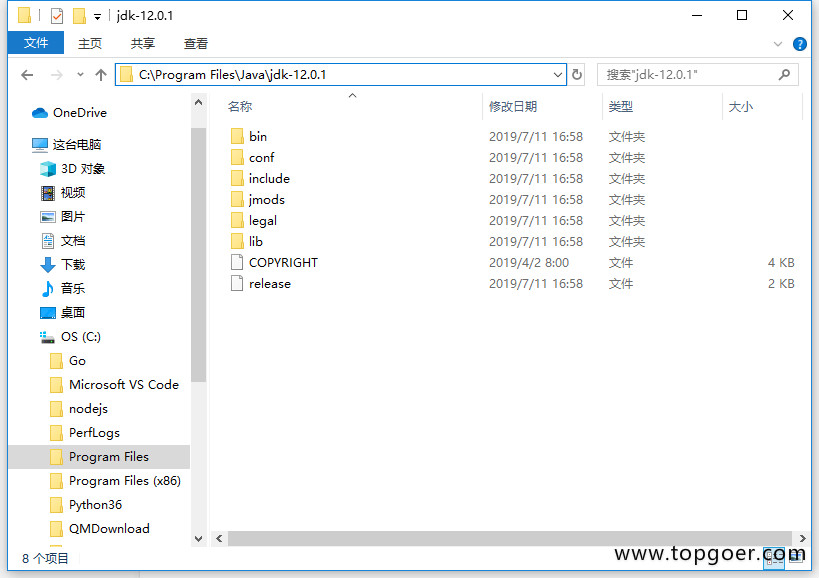 jdk-12.0.1
文件 主页 共享 查看
C:\Program Files\Java\jdk-12.0.1 搜索"jdk-12.0.1"
OneDrive
这台电脑
3D 对象
视频
图片
文档
下载
音乐
桌面
OS (C:)
Go
Microsoft VS Code
nodejs
PerfLogs
Program Files
Program Files (x86)
Python36
QMDownload
名称 修改日期 类型 大小
bin 2019/7/11 16:58 文件夹
conf 2019/7/11 16:58 文件夹
include 2019/7/11 16:58 文件夹
jmods 2019/7/11 16:58 文件夹
legal 2019/7/11 16:58 文件夹
lib 2019/7/11 16:58 文件夹
COPYRIGHT 2019/4/2 8:00 文件 4 KB
release 2019/7/11 16:58 文件 2 KB
8 个项目
www.topgoer.com